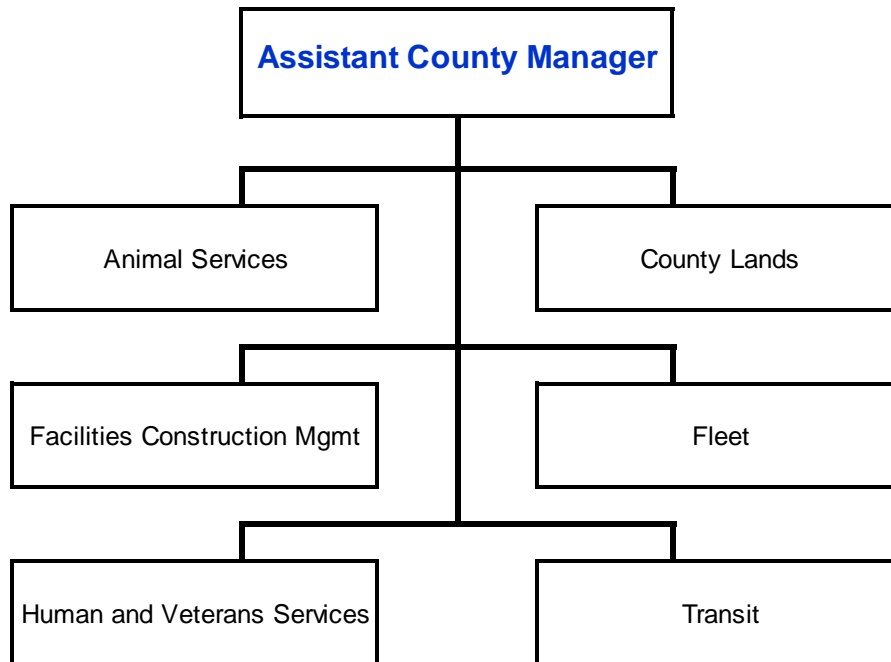 Assistant County Manager
Animal Services
County Lands
Facilities Construction Mgmt
Fleet
Human and Veterans Services
Transit